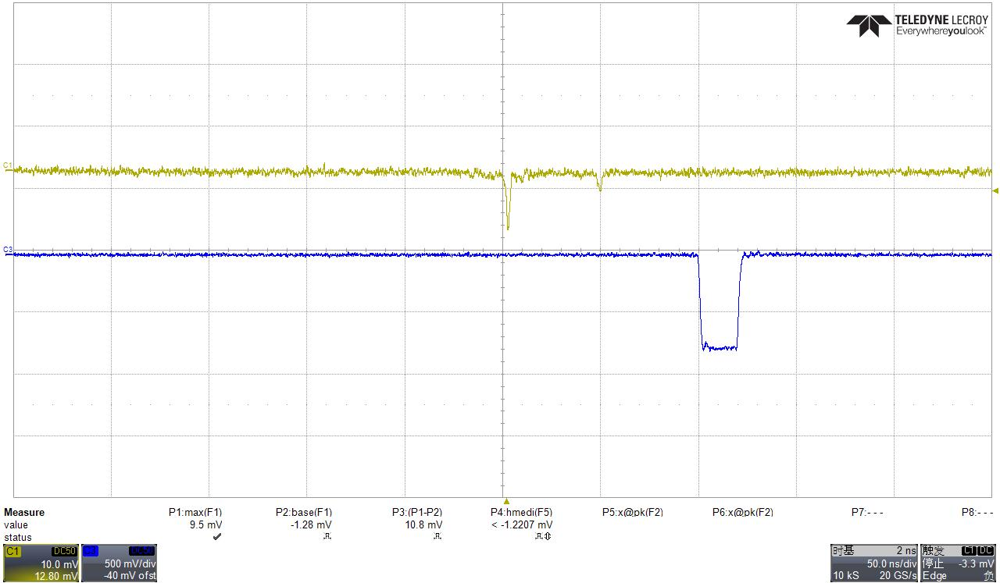 TELEDYNE LECROY
Everywhereyoulook™
C1
C3
Measure P1:max(F1) P2:base(F1) P3:(P1-P2) P4:hmedi(F5) P5:x@pk(F2) P6:x@pk(F2) P7:- - - P8:- - -
value 9.5 mV -1.28 mV 10.8 mV < -1.2207 mV
status
C1 DC50
10.0 mV
12.80 mV
C3 DC50
500 mV/div
-40 mV ofst
时基 2 ns
50.0 ns/div
10 kS 20 GS/s
触发 C1 DC
停止 -3.3 mV
Edge 负